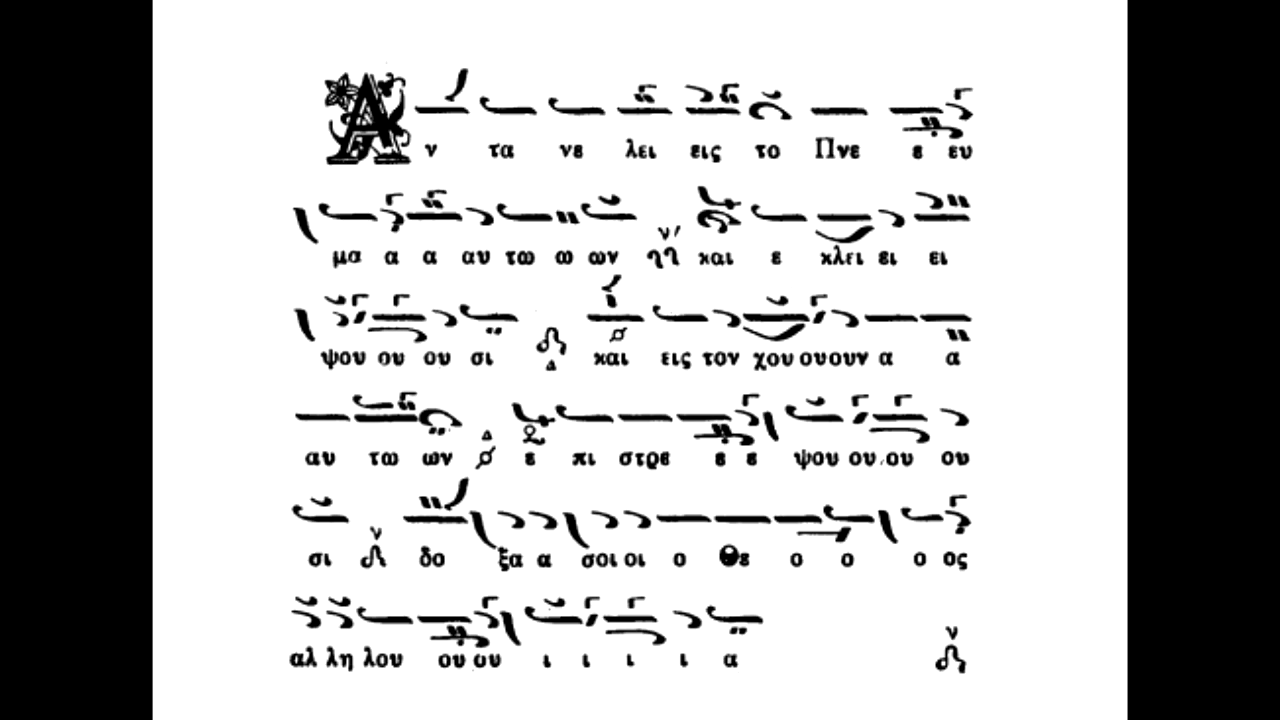 Α ν τα νε λει εις το Πνε ε ευ
μα α α αυ τω ω ων ν΄ και ε κλει ει ει
ψου ου ου σι Δ και εις τον χου ου ουν α α
αυ τω ων Δ ε πι στρε ε ε ψου ου ου ου
σι ν δο ξα α σοι οι ο Θε ο ο ο ος
αλ λη λου ου ου ι ι ι ι α ν